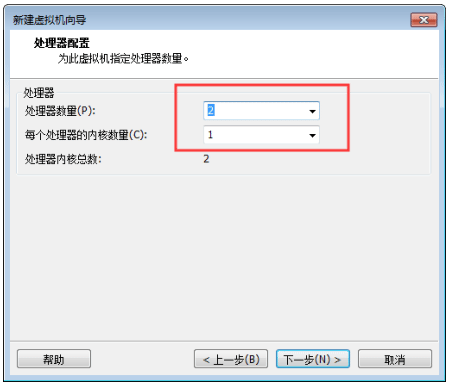 新建虚拟机向导
处理器配置
为此虚拟机指定处理器数量。
处理器
处理器数量(P): 2
每个处理器的内核数量(C): 1
处理器内核总数: 2
帮助 < 上一步(B) 下一步(N) > 取消